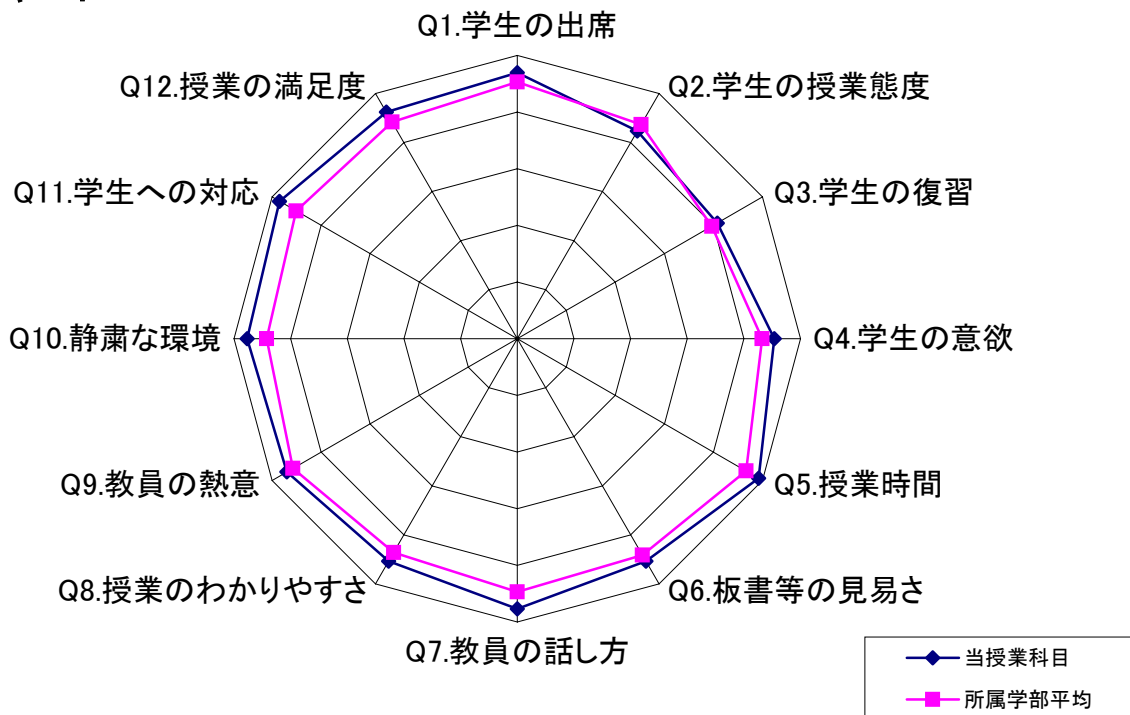 Q1.学生の出席
Q2.学生の授業態度
Q3.学生の復習
Q4.学生の意欲
Q5.授業時間
Q6.板書等の見易さ
Q7.教員の話し方
Q8.授業のわかりやすさ
Q9.教員の熱意
Q10.静粛な環境
Q11.学生への対応
Q12.授業の満足度
当授業科目
所属学部平均